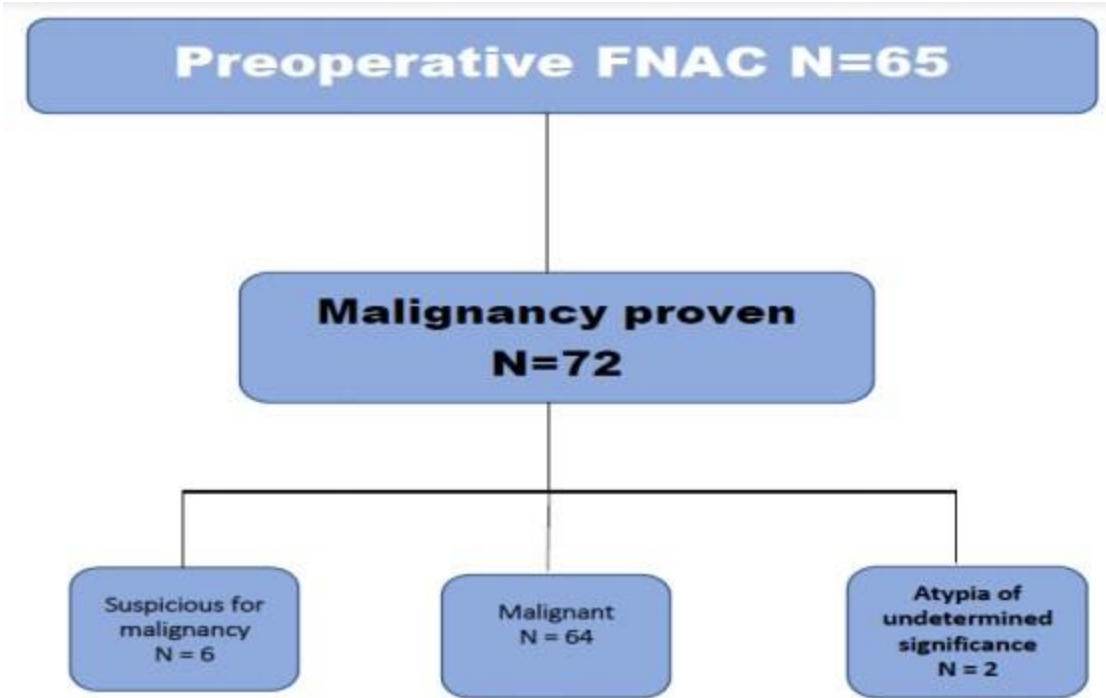 Preoperative FNAC N=65
Malignancy proven
N=72
Suspicious for
malignancy
N = 6
Malignant
N = 64
Atypia of
undetermined
significance
N = 2